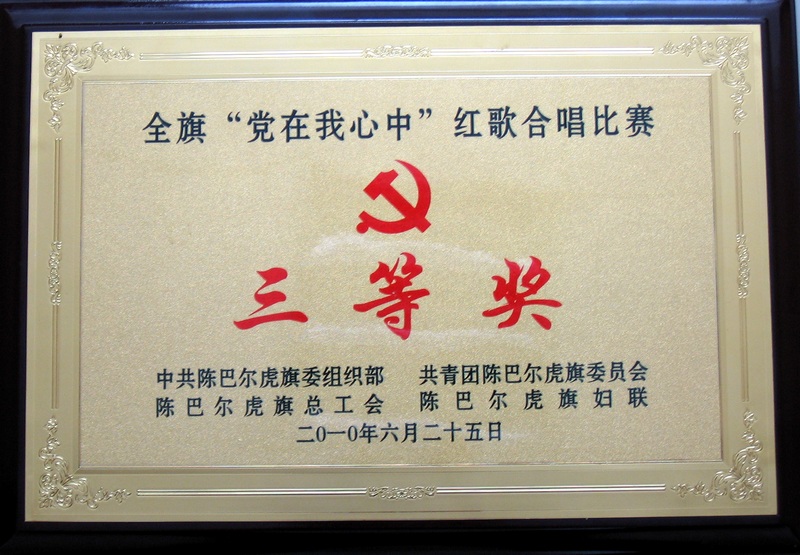 全旗“党在我心中”红歌合唱比赛
三等奖
中共陈巴尔虎旗委组织部 共青团陈巴尔虎旗委员会
陈巴尔虎旗总工会 陈巴尔虎旗妇联
二0一0年六月二十五日